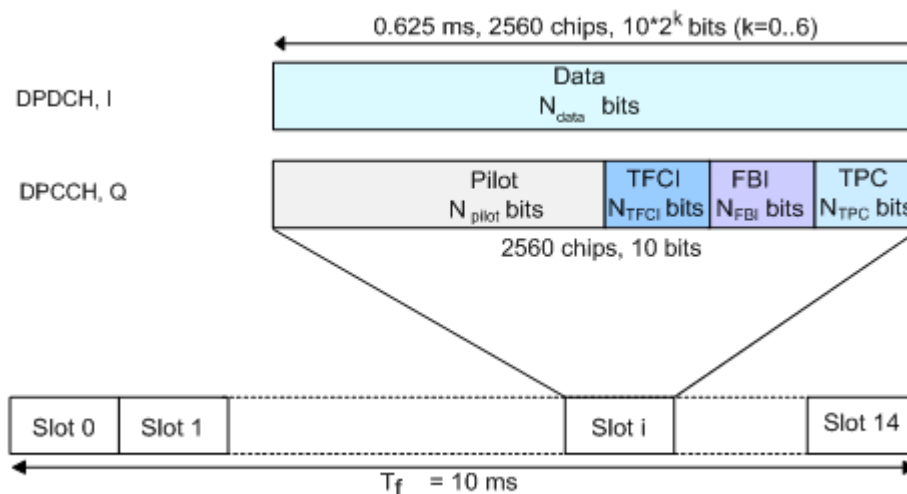 0.625 ms, 2560 chips, 10*2^k bits (k=0..6)
DPDCH, I
Data
N_data bits
DPCCH, Q
Pilot
N_pilot bits
TFCI
N_TFCI bits
FBI
N_FBI bits
TPC
N_TPC bits
2560 chips, 10 bits
Slot 0
Slot 1
Slot i
Slot 14
T_f = 10 ms